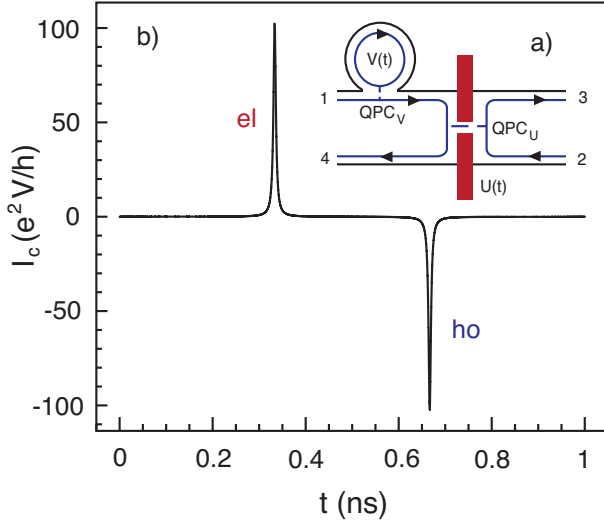 b)
a)
V(t)
1
3
QPC_V
QPC_U
4
2
U(t)
el
ho
I_c (e^2 V/h)
100
50
0
-50
-100
0
0.2
0.4
0.6
0.8
1
t (ns)